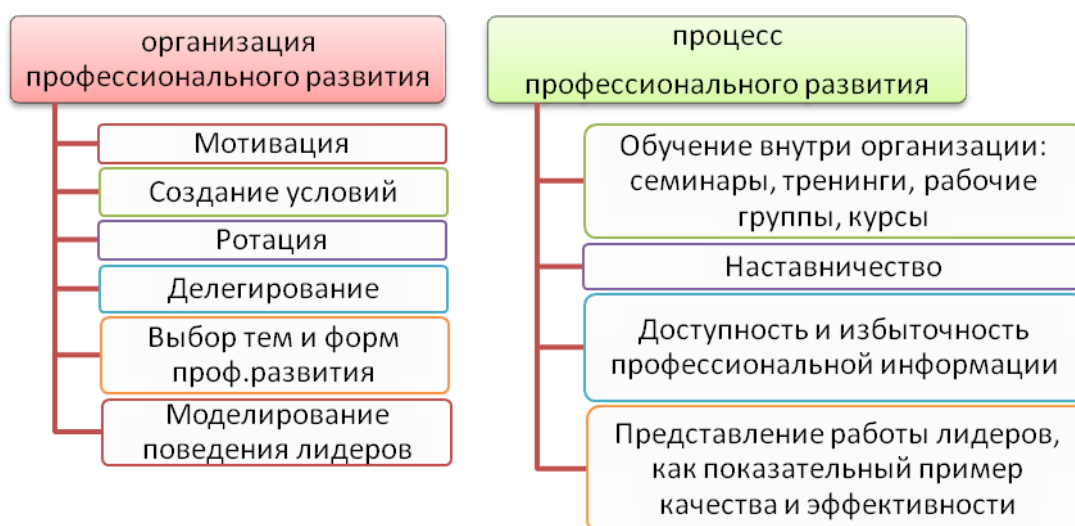 организация
профессионального развития
Мотивация
Создание условий
Ротация
Делегирование
Выбор тем и форм
проф.развития
Моделирование
поведения лидеров
процесс
профессионального развития
Обучение внутри организации:
семинары, тренинги, рабочие
группы, курсы
Наставничество
Доступность и избыточность
профессиональной информации
Представление работы лидеров,
как показательный пример
качества и эффективности